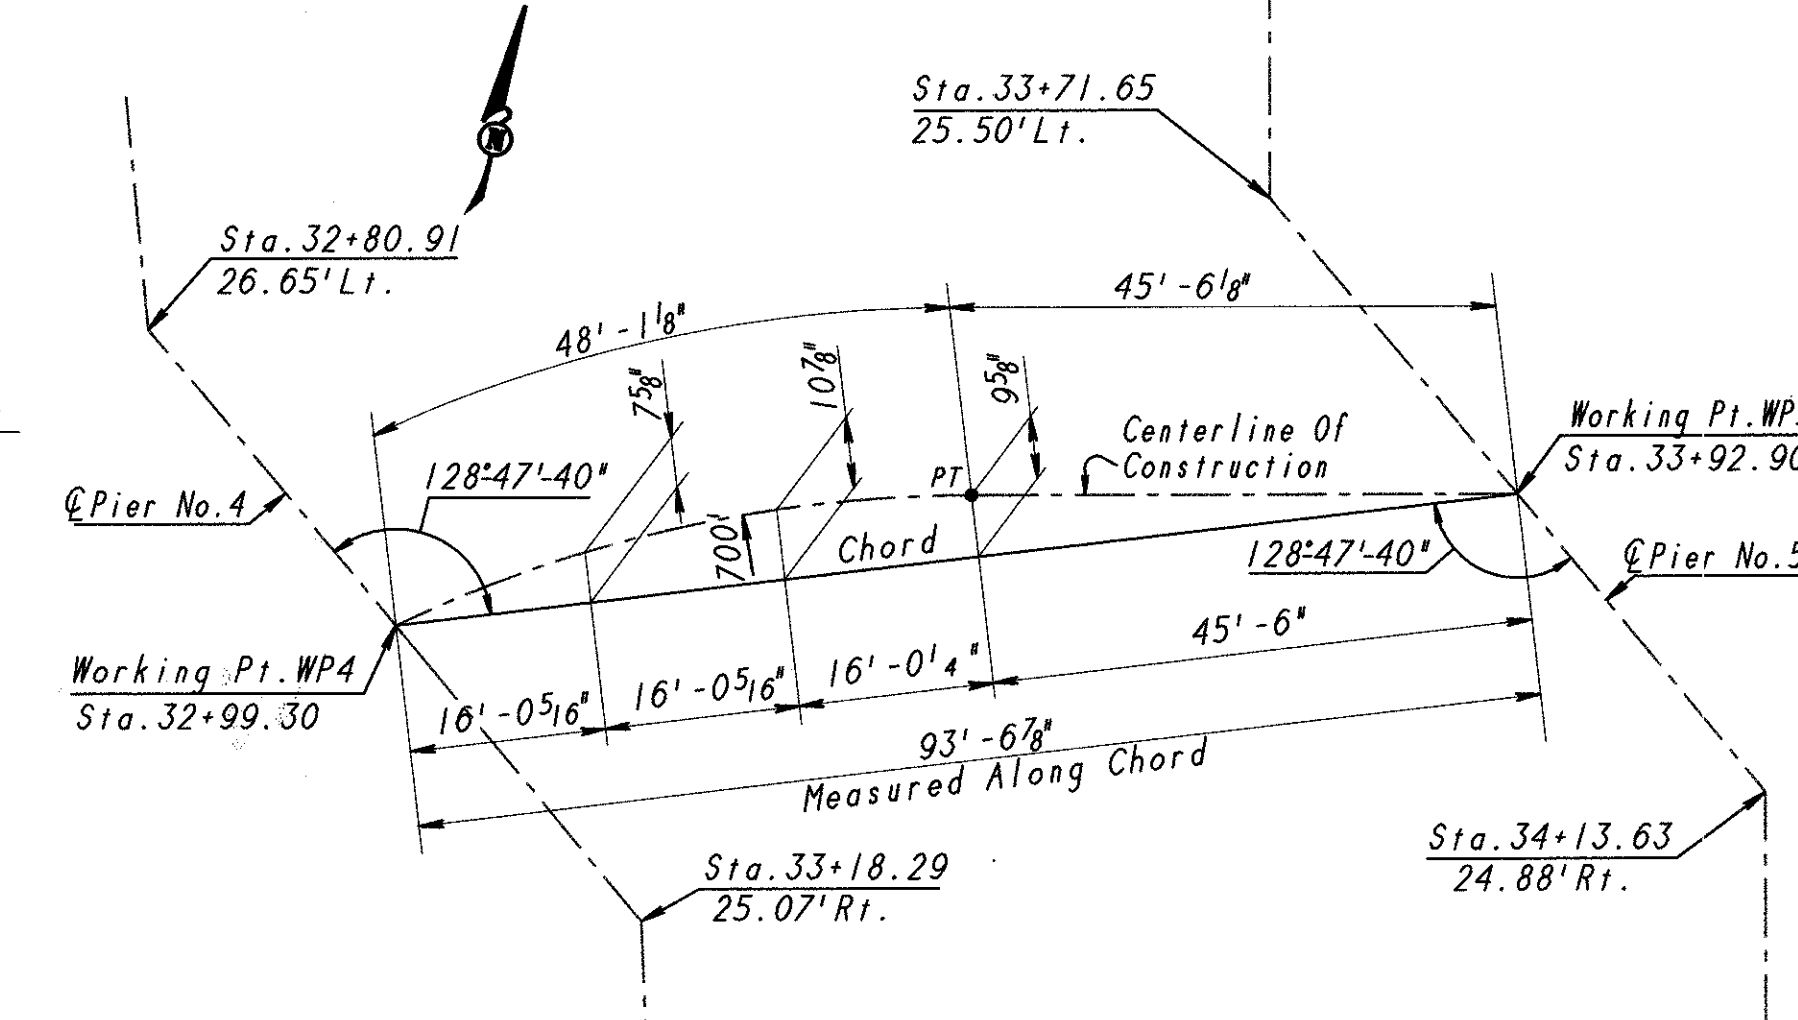 Sta.33+71.65
25.50'Lt.
N
Sta.32+80.91
26.65'Lt.
48'-1 1/8"
45'-6 1/8"
7 5/8"
10 7/8"
9 5/8"
Centerline Of
Construction
PT
Working Pt.WP
Sta.33+92.90
128°-47'-40"
℄ Pier No.4
700'
Chord
128°-47'-40"
℄ Pier No.5
Working Pt.WP4
Sta.32+99.30
16'-0 5/16"
16'-0 5/16"
16'-0 1/4"
45'-6"
93'-6 7/8"
Measured Along Chord
Sta.33+18.29
25.07'Rt.
Sta.34+13.63
24.88'Rt.